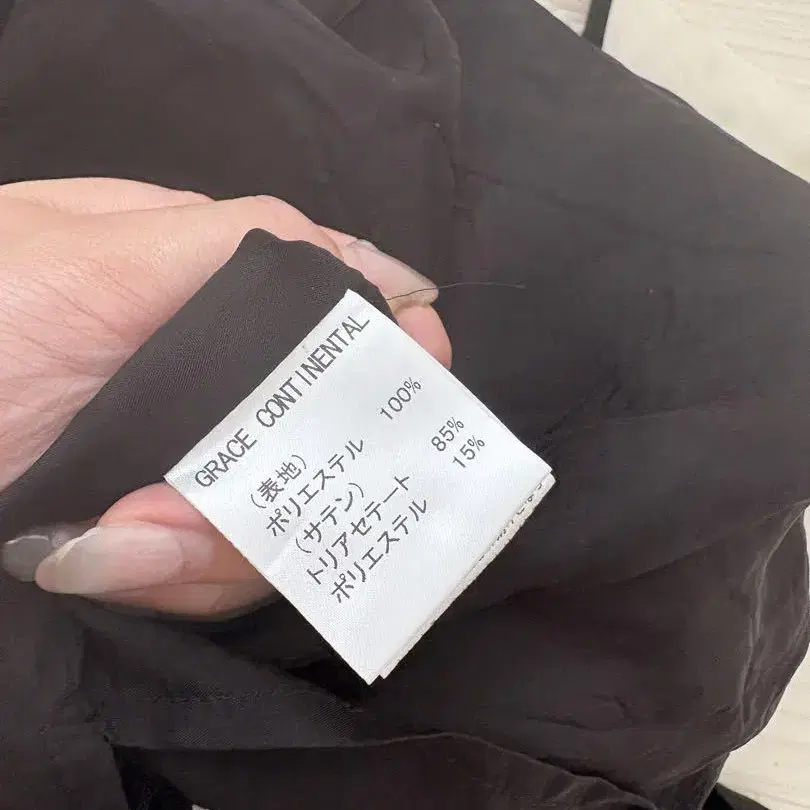 GRACE CONTINENTAL
(表地)
ポリエステル 100%
(サテン)
トリアセテート 85%
ポリエステル 15%